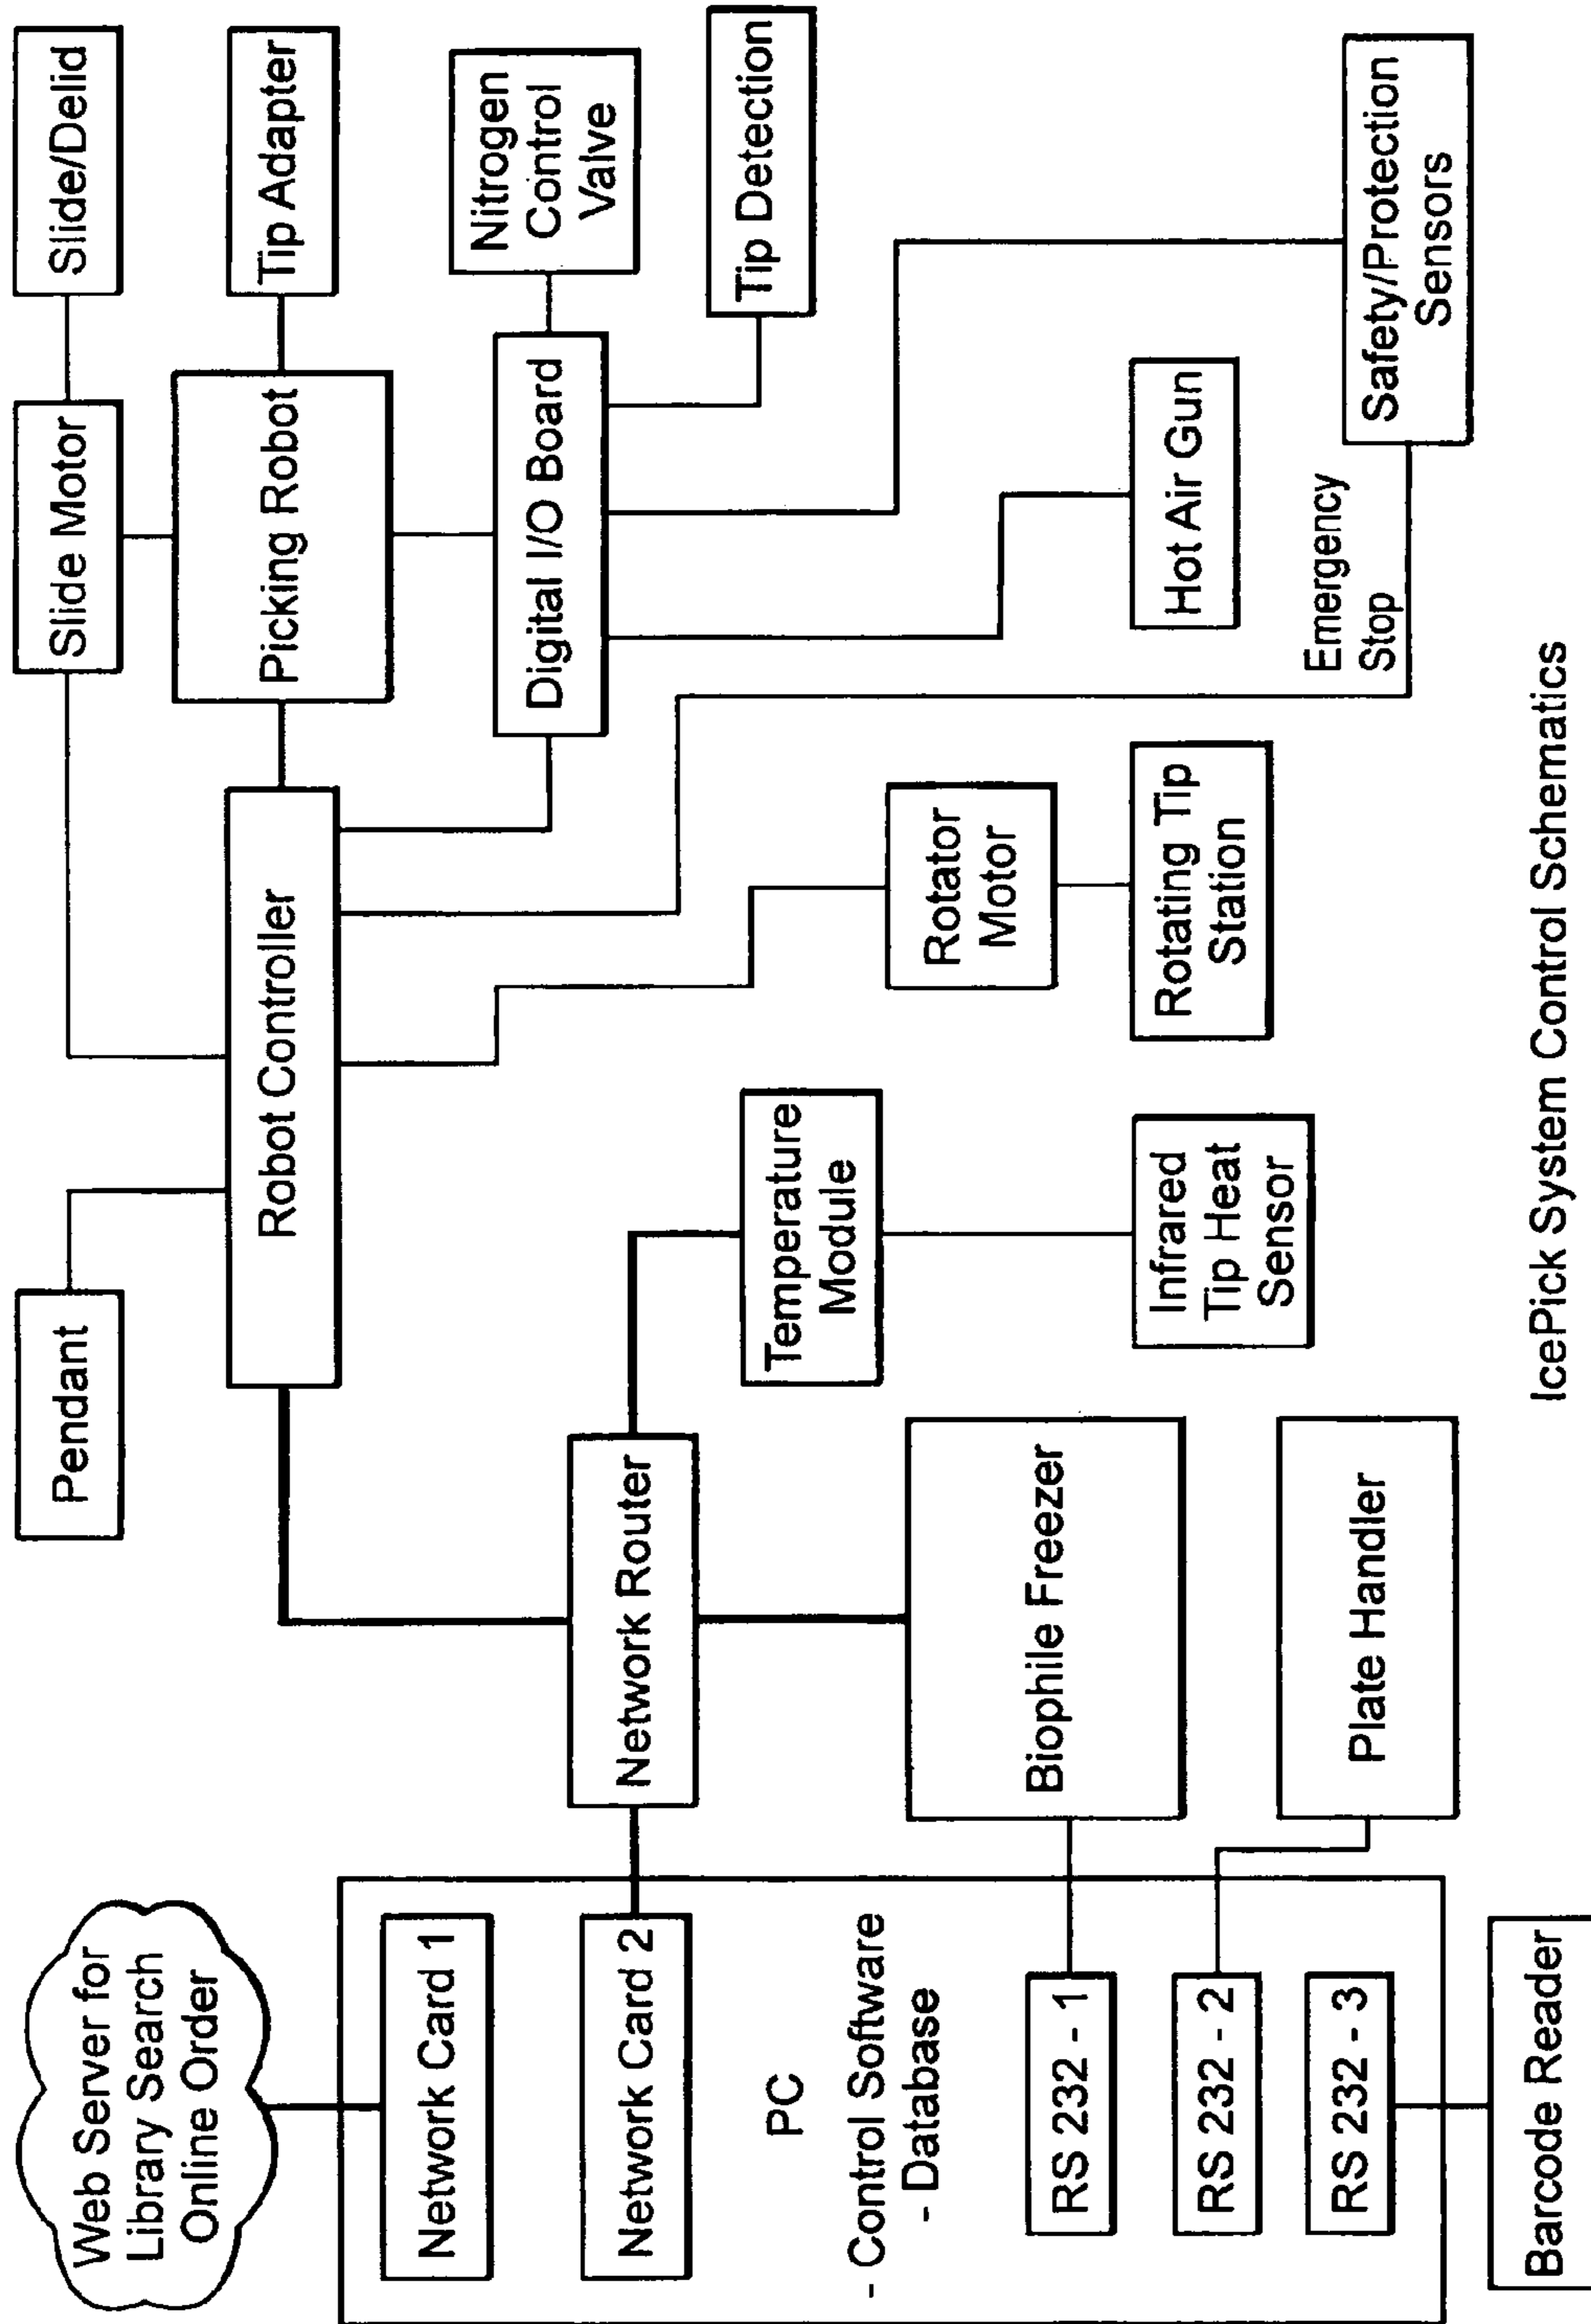 Web Server for
Library Search
Online Order
Network Card 1
Network Card 2
PC
- Control Software
- Database
RS 232 - 1
RS 232 - 2
RS 232 - 3
Barcode Reader
Network Router
Biophile Freezer
Plate Handler
Pendant
Robot Controller
Temperature
Module
Infrared
Tip Heat
Sensor
Rotator
Motor
Rotating Tip
Station
Slide Motor
Slide/Delid
Picking Robot
Tip Adapter
Digital I/O Board
Nitrogen
Control
Valve
Tip Detection
Hot Air Gun
Emergency
Stop
Safety/Protection
Sensors
IcePick System Control Schematics